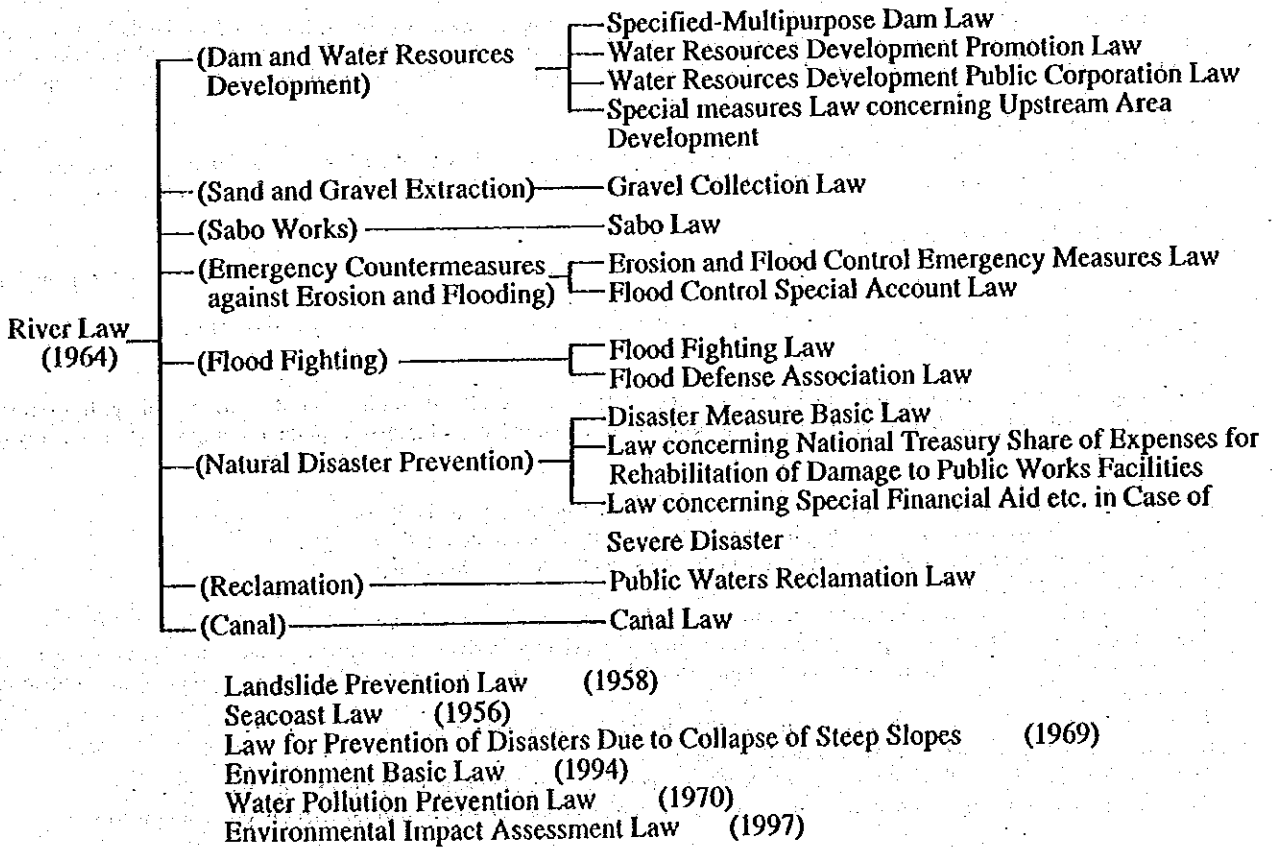 Specified-Multipurpose Dam Law
(Dam and Water Resources
Development)
Water Resources Development Promotion Law
Water Resources Development Public Corporation Law
Special measures Law concerning Upstream Area
Development
(Sand and Gravel Extraction)
Gravel Collection Law
(Sabo Works)
Sabo Law
(Emergency Countermeasures
against Erosion and Flooding)
Erosion and Flood Control Emergency Measures Law
Flood Control Special Account Law
River Law
(1964)
(Flood Fighting)
Flood Fighting Law
Flood Defense Association Law
(Natural Disaster Prevention)
Disaster Measure Basic Law
Law concerning National Treasury Share of Expenses for
Rehabilitation of Damage to Public Works Facilities
Law concerning Special Financial Aid etc. in Case of
Severe Disaster
(Reclamation)
Public Waters Reclamation Law
(Canal)
Canal Law
Landslide Prevention Law (1958)
Seacoast Law (1956)
Law for Prevention of Disasters Due to Collapse of Steep Slopes (1969)
Environment Basic Law (1994)
Water Pollution Prevention Law (1970)
Environmental Impact Assessment Law (1997)